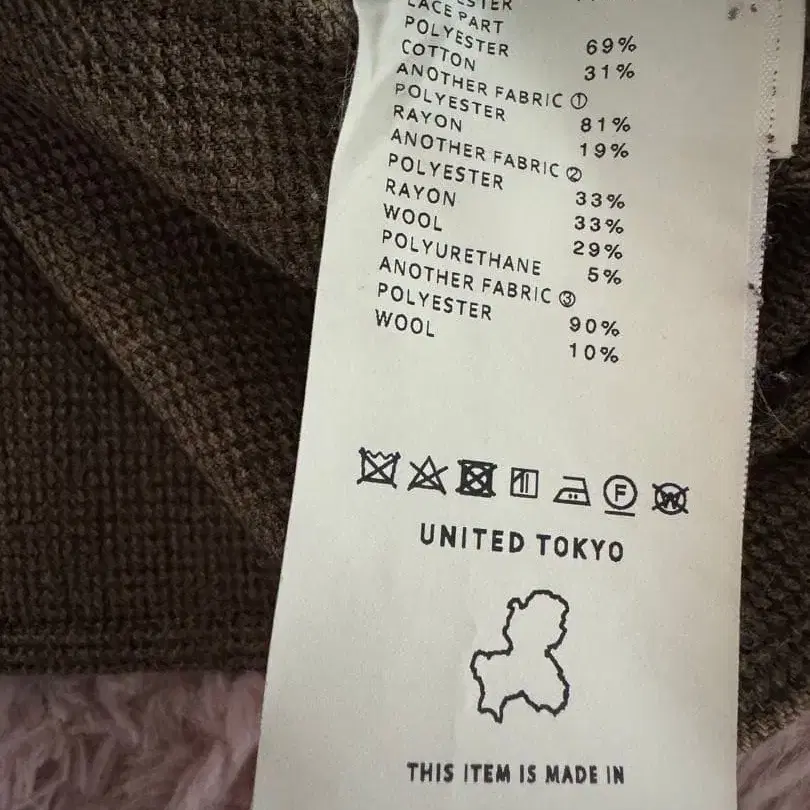 LACE PART
POLYESTER 69%
COTTON 31%
ANOTHER FABRIC ①
POLYESTER 81%
RAYON 19%
ANOTHER FABRIC ②
POLYESTER 33%
RAYON 33%
WOOL 29%
POLYURETHANE 5%
ANOTHER FABRIC ③
POLYESTER 90%
WOOL 10%
F W
UNITED TOKYO
THIS ITEM IS MADE IN